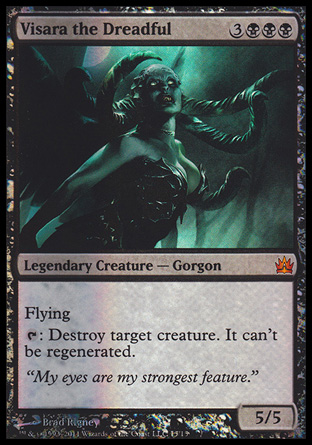 Visara the Dreadful 3
Legendary Creature — Gorgon
Flying
: Destroy target creature. It can't
be regenerated.
"My eyes are my strongest feature."
Brad Rigney
5/5